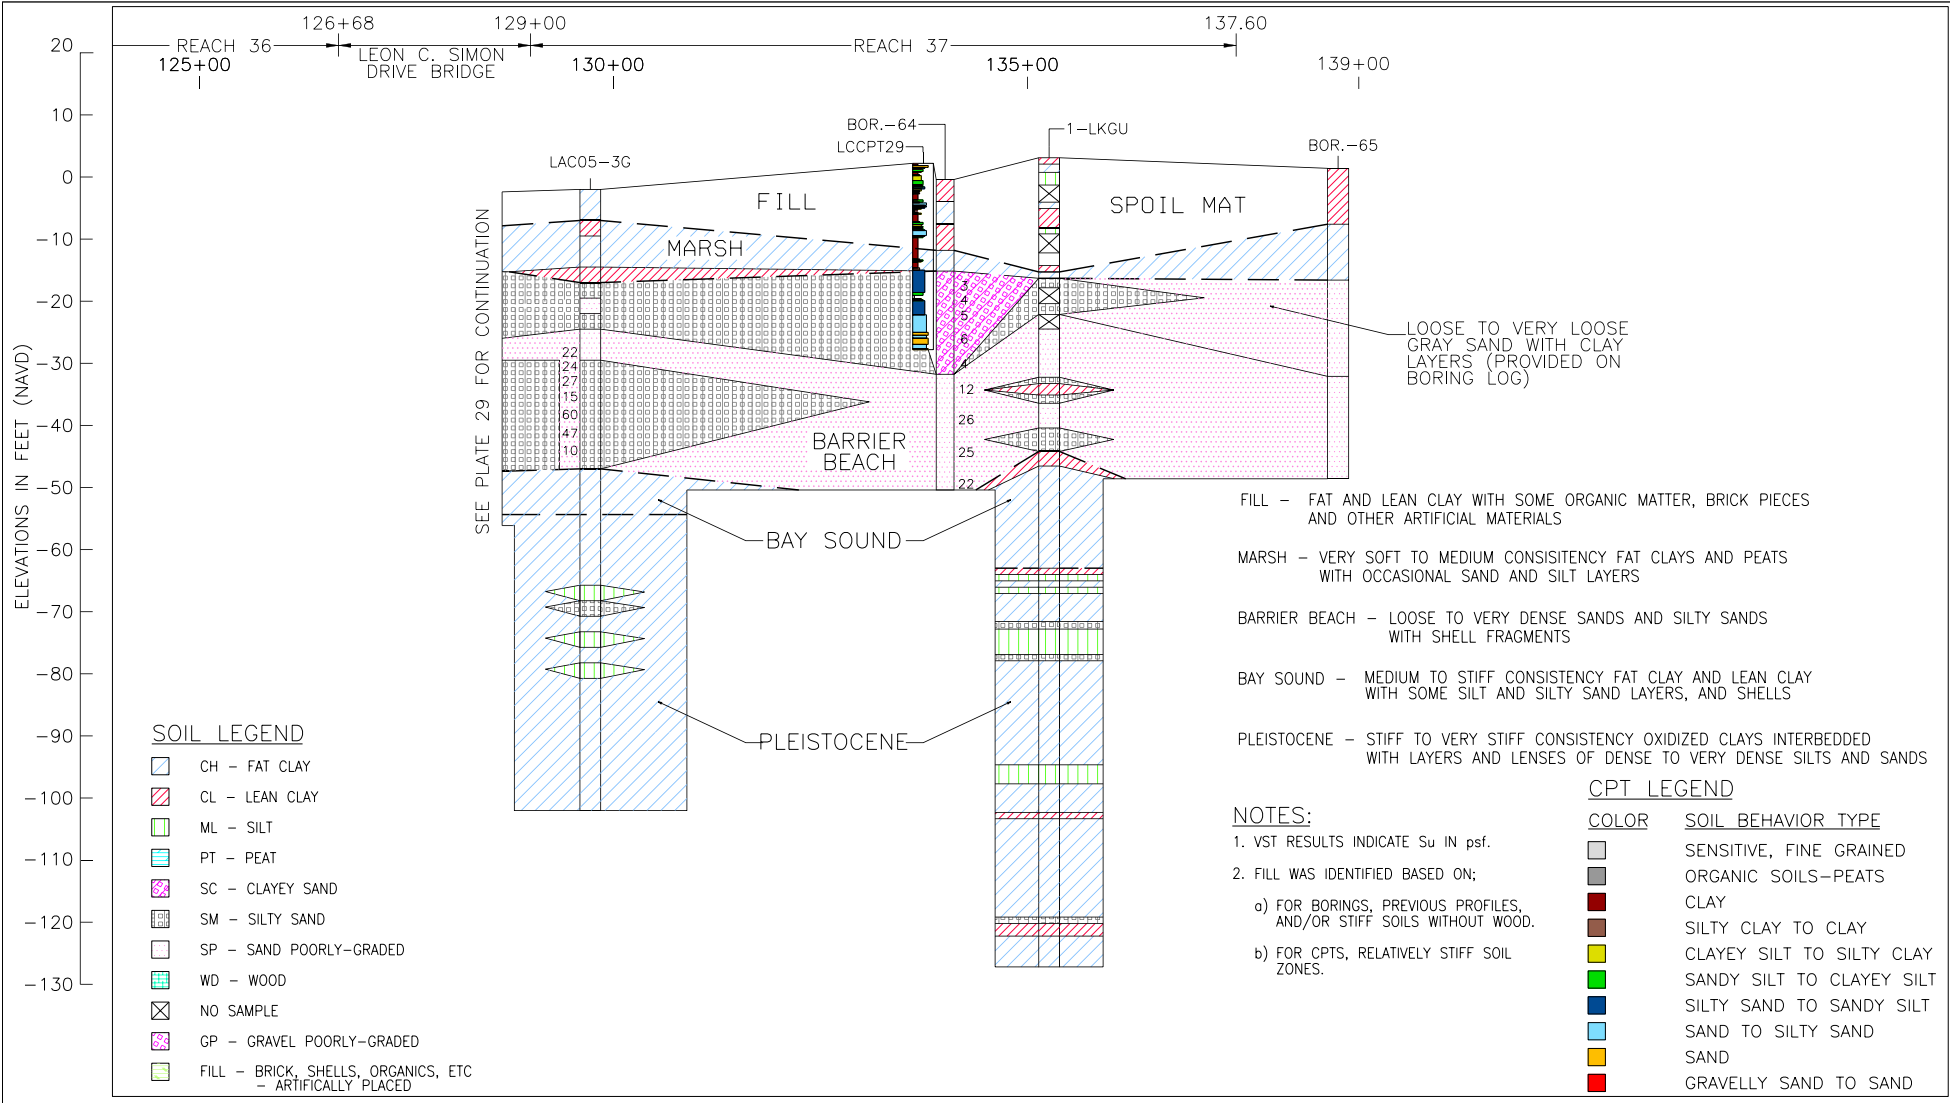 126+68
129+00
137.60
REACH 36
LEON C. SIMON
DRIVE BRIDGE
REACH 37
125+00
130+00
135+00
139+00
20
10
0
-10
-20
-30
-40
-50
-60
-70
-80
-90
-100
-110
-120
-130
ELEVATIONS IN FEET (NAVD)
SEE PLATE 29 FOR CONTINUATION
LAC05-3G
LCCPT29
BOR.-64
1-LKGU
BOR.-65
FILL
SPOIL MAT
MARSH
22
24
27
15
60
47
10
3
4
5
6
4
12
26
25
22
BARRIER
BEACH
LOOSE TO VERY LOOSE
GRAY SAND WITH CLAY
LAYERS (PROVIDED ON
BORING LOG)
BAY SOUND
PLEISTOCENE
FILL – FAT AND LEAN CLAY WITH SOME ORGANIC MATTER, BRICK PIECES
AND OTHER ARTIFICIAL MATERIALS
MARSH – VERY SOFT TO MEDIUM CONSISITENCY FAT CLAYS AND PEATS
WITH OCCASIONAL SAND AND SILT LAYERS
BARRIER BEACH – LOOSE TO VERY DENSE SANDS AND SILTY SANDS
WITH SHELL FRAGMENTS
BAY SOUND – MEDIUM TO STIFF CONSISTENCY FAT CLAY AND LEAN CLAY
WITH SOME SILT AND SILTY SAND LAYERS, AND SHELLS
PLEISTOCENE – STIFF TO VERY STIFF CONSISTENCY OXIDIZED CLAYS INTERBEDDED
WITH LAYERS AND LENSES OF DENSE TO VERY DENSE SILTS AND SANDS
SOIL LEGEND
CH – FAT CLAY
CL – LEAN CLAY
ML – SILT
PT – PEAT
SC – CLAYEY SAND
SM – SILTY SAND
SP – SAND POORLY-GRADED
WD – WOOD
NO SAMPLE
GP – GRAVEL POORLY-GRADED
FILL – BRICK, SHELLS, ORGANICS, ETC
– ARTIFICALLY PLACED
NOTES:
1. VST RESULTS INDICATE Su IN psf.
2. FILL WAS IDENTIFIED BASED ON;
a) FOR BORINGS, PREVIOUS PROFILES,
AND/OR STIFF SOILS WITHOUT WOOD.
b) FOR CPTS, RELATIVELY STIFF SOIL
ZONES.
CPT LEGEND
COLOR SOIL BEHAVIOR TYPE
SENSITIVE, FINE GRAINED
ORGANIC SOILS-PEATS
CLAY
SILTY CLAY TO CLAY
CLAYEY SILT TO SILTY CLAY
SANDY SILT TO CLAYEY SILT
SILTY SAND TO SANDY SILT
SAND TO SILTY SAND
SAND
GRAVELLY SAND TO SAND